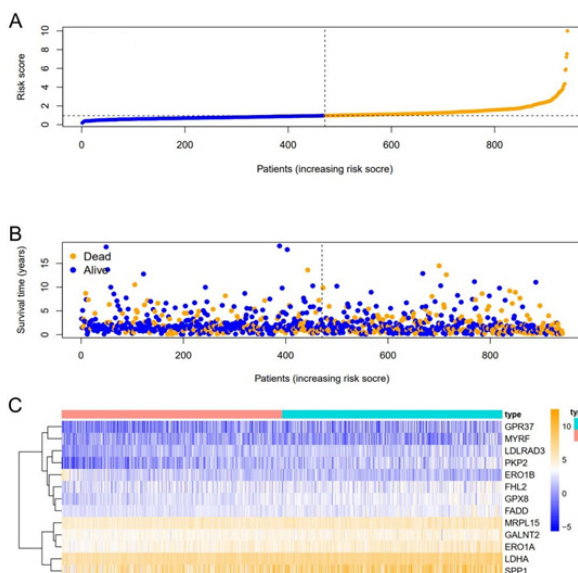 A
Risk score
10
8
6
4
2
0
0 200 400 600 800
Patients (increasing risk socre)
B
Survival time (years)
15
10
5
0
Dead
Alive
0 200 400 600 800
Patients (increasing risk socre)
C
type
GPR37
MYRF
LDLRAD3
PKP2
ERO1B
FHL2
GPX8
FADD
MRPL15
GALNT2
ERO1A
LDHA
SPP1
10
5
0
−5
ty